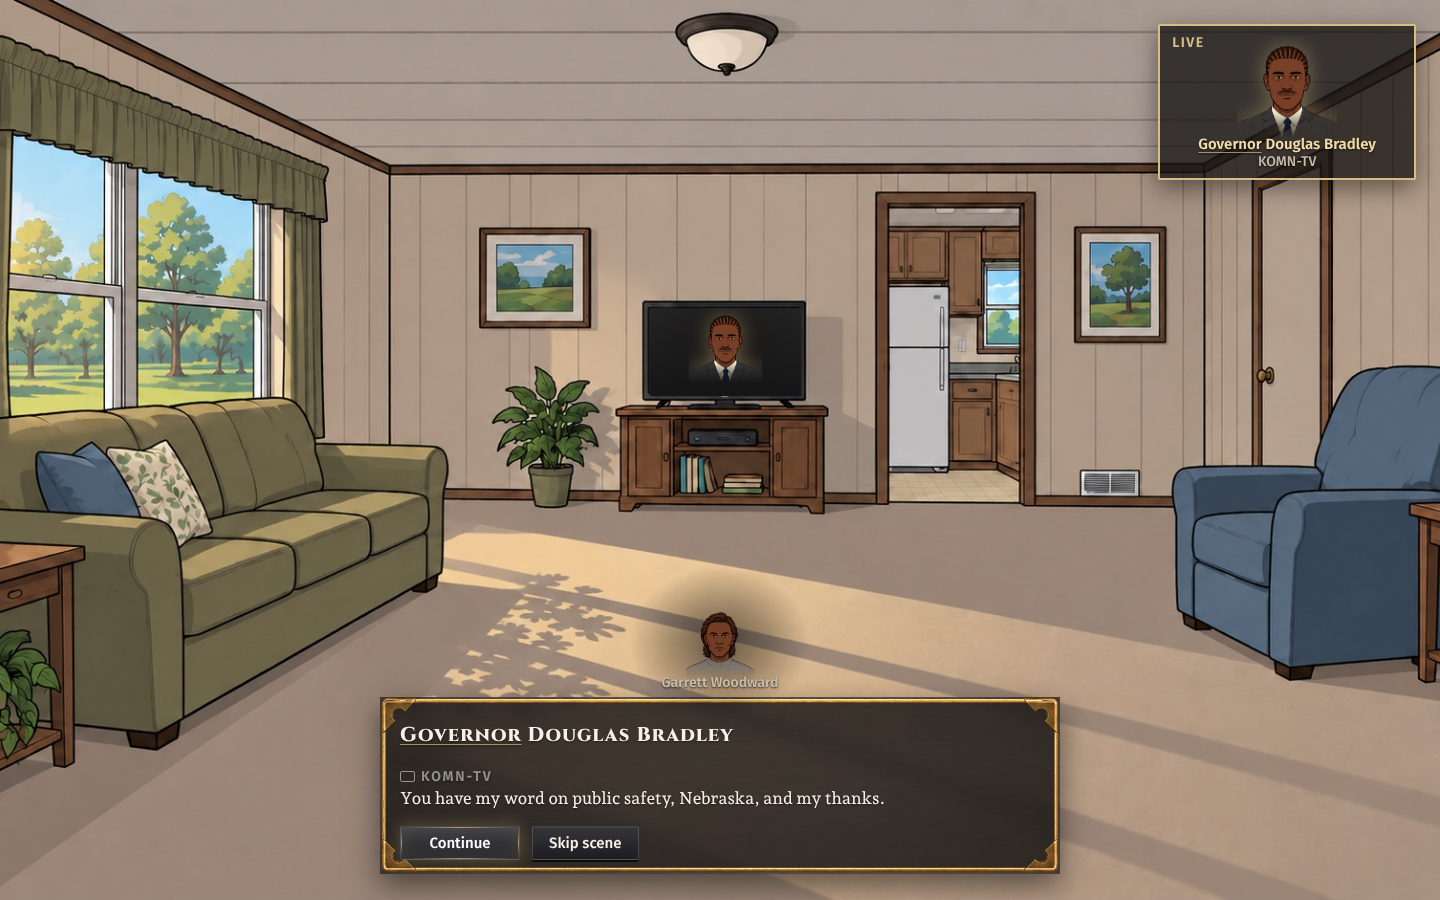 LIVE
Governor Douglas Bradley
KOMN-TV
Garrett Woodward
Governor Douglas Bradley
KOMN-TV
You have my word on public safety, Nebraska, and my thanks.
Continue
Skip scene